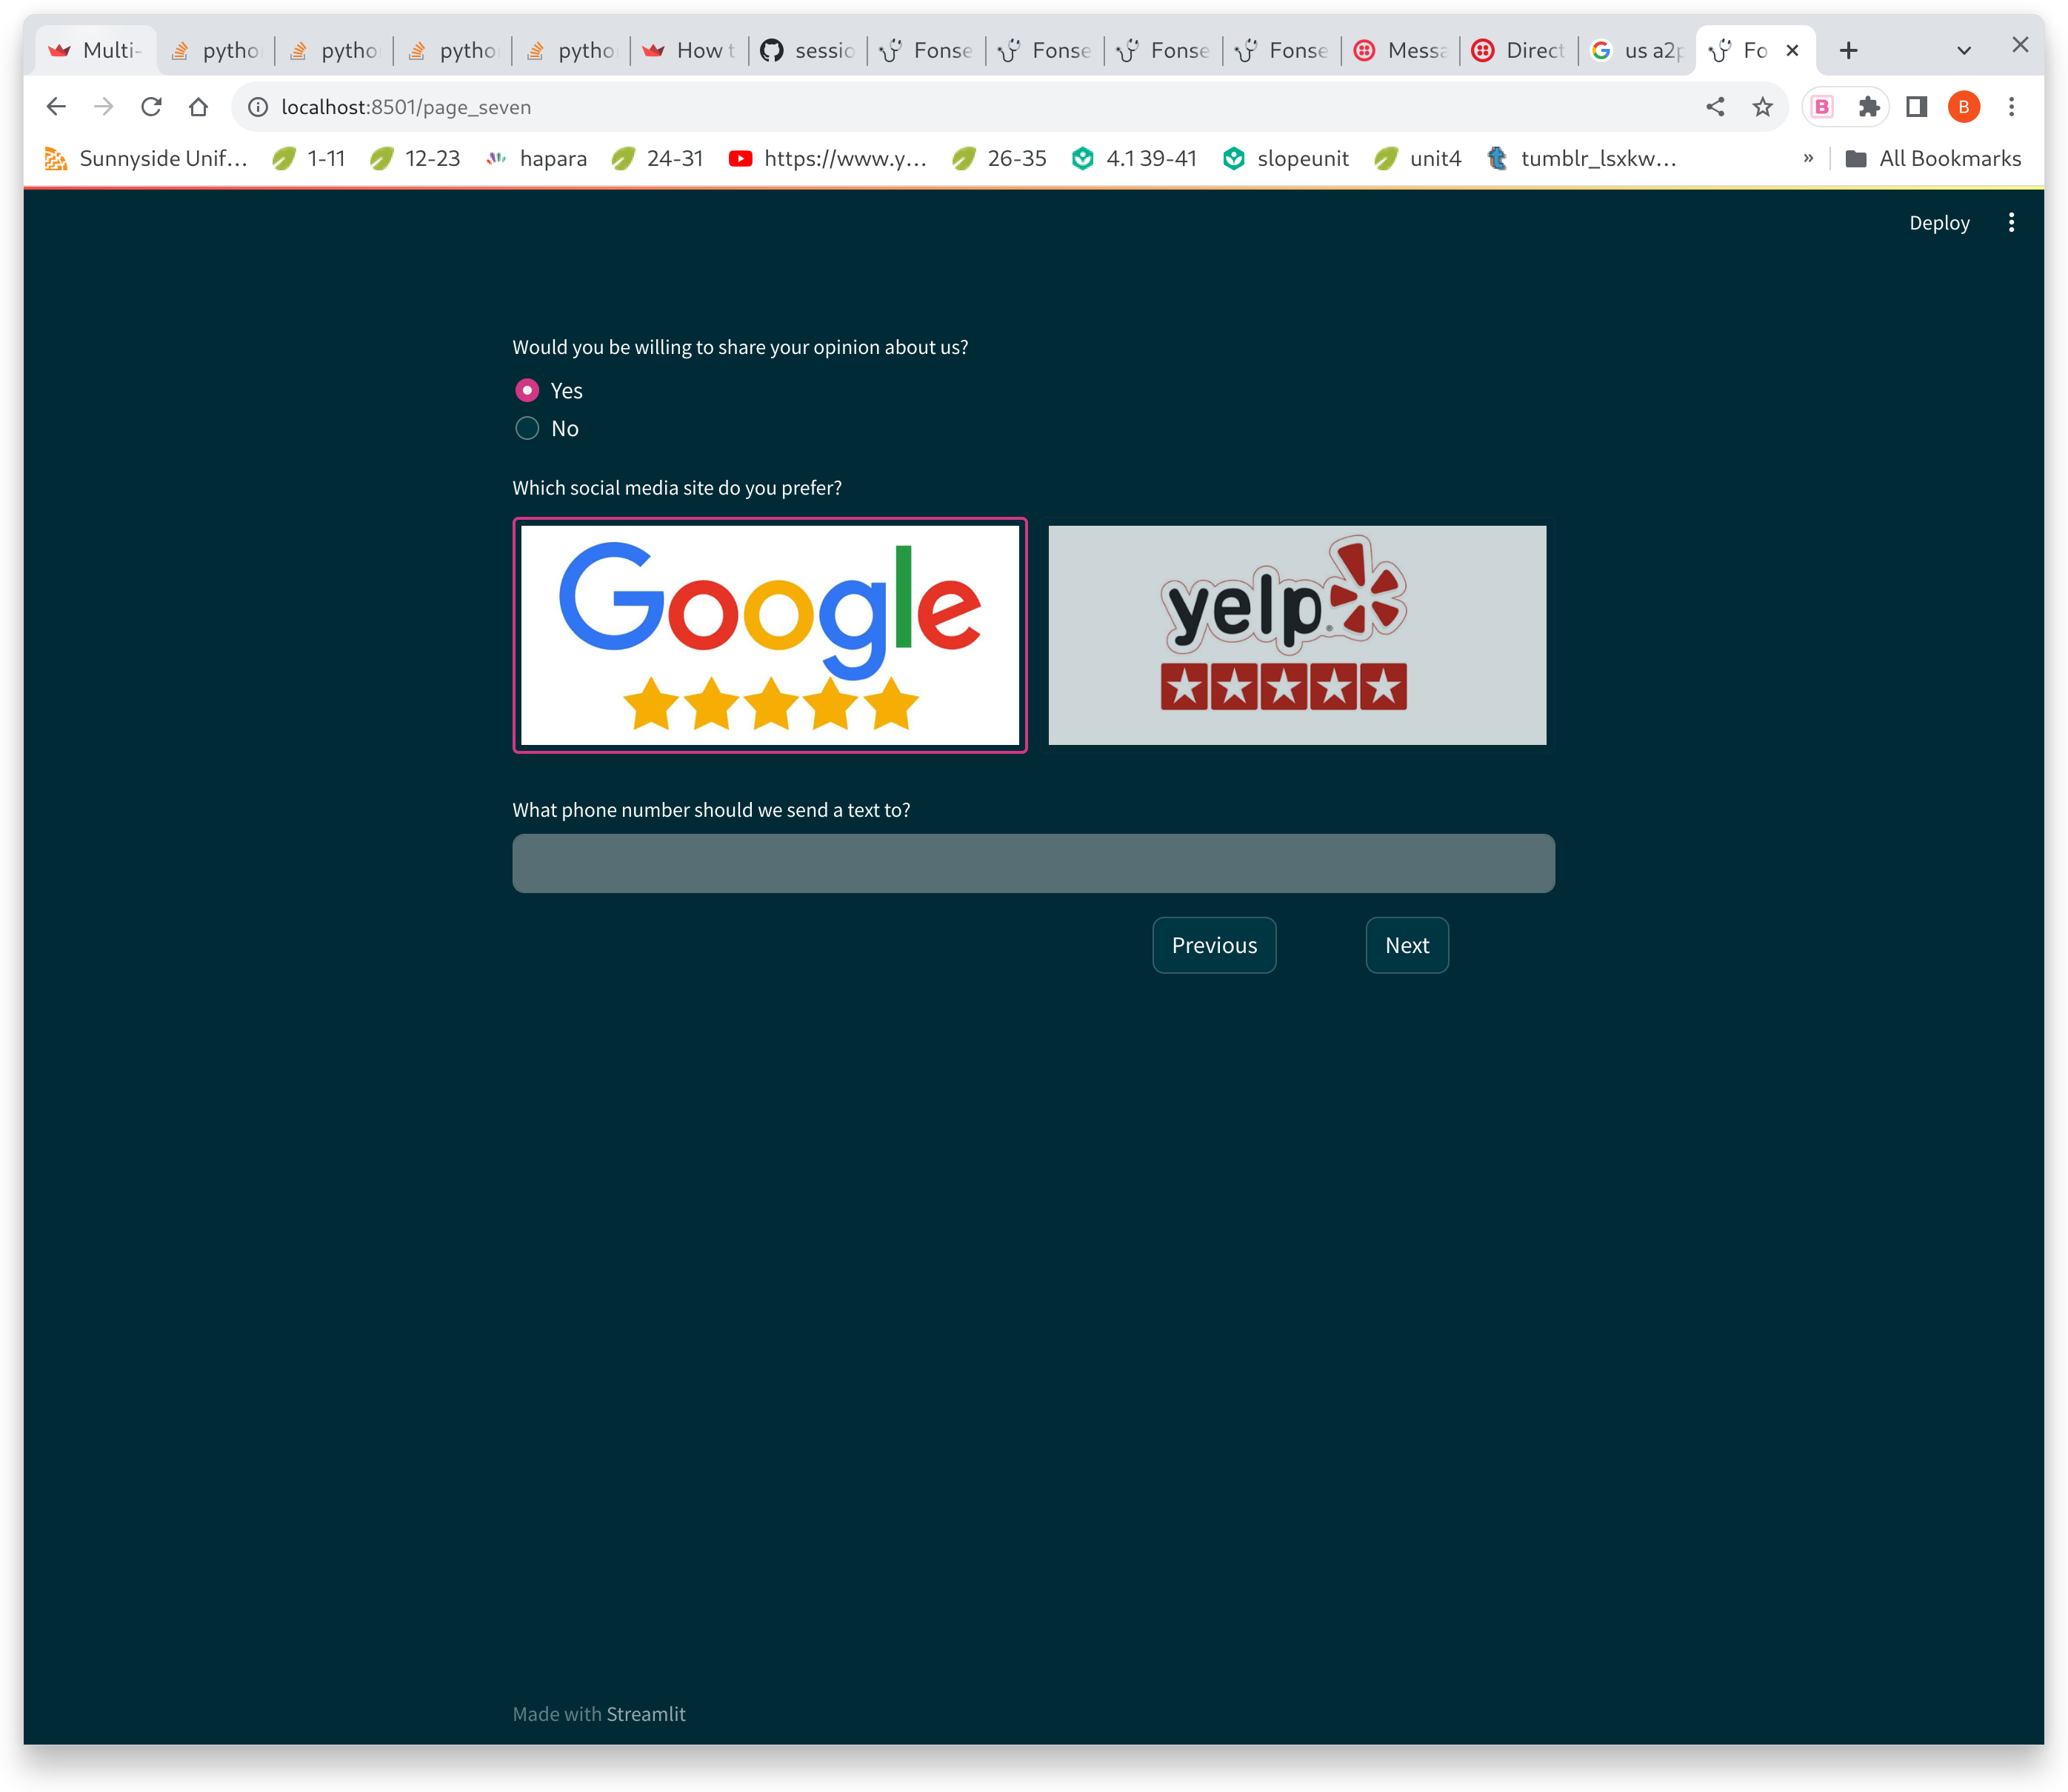 Multi-
pytho
pytho
pytho
pytho
How t
sessio
Fonse
Fonse
Fonse
Fonse
Messa
Direct
us a2p
Fo
localhost:8501/page_seven
B
B
Sunnyside Unif...
1-11
12-23
hapara
24-31
https://www.y...
26-35
4.1 39-41
slopeunit
unit4
tumblr_lsxkw...
»
All Bookmarks
Deploy
Would you be willing to share your opinion about us?
Yes
No
Which social media site do you prefer?
Google
yelp®
What phone number should we send a text to?
Previous
Next
Made with Streamlit